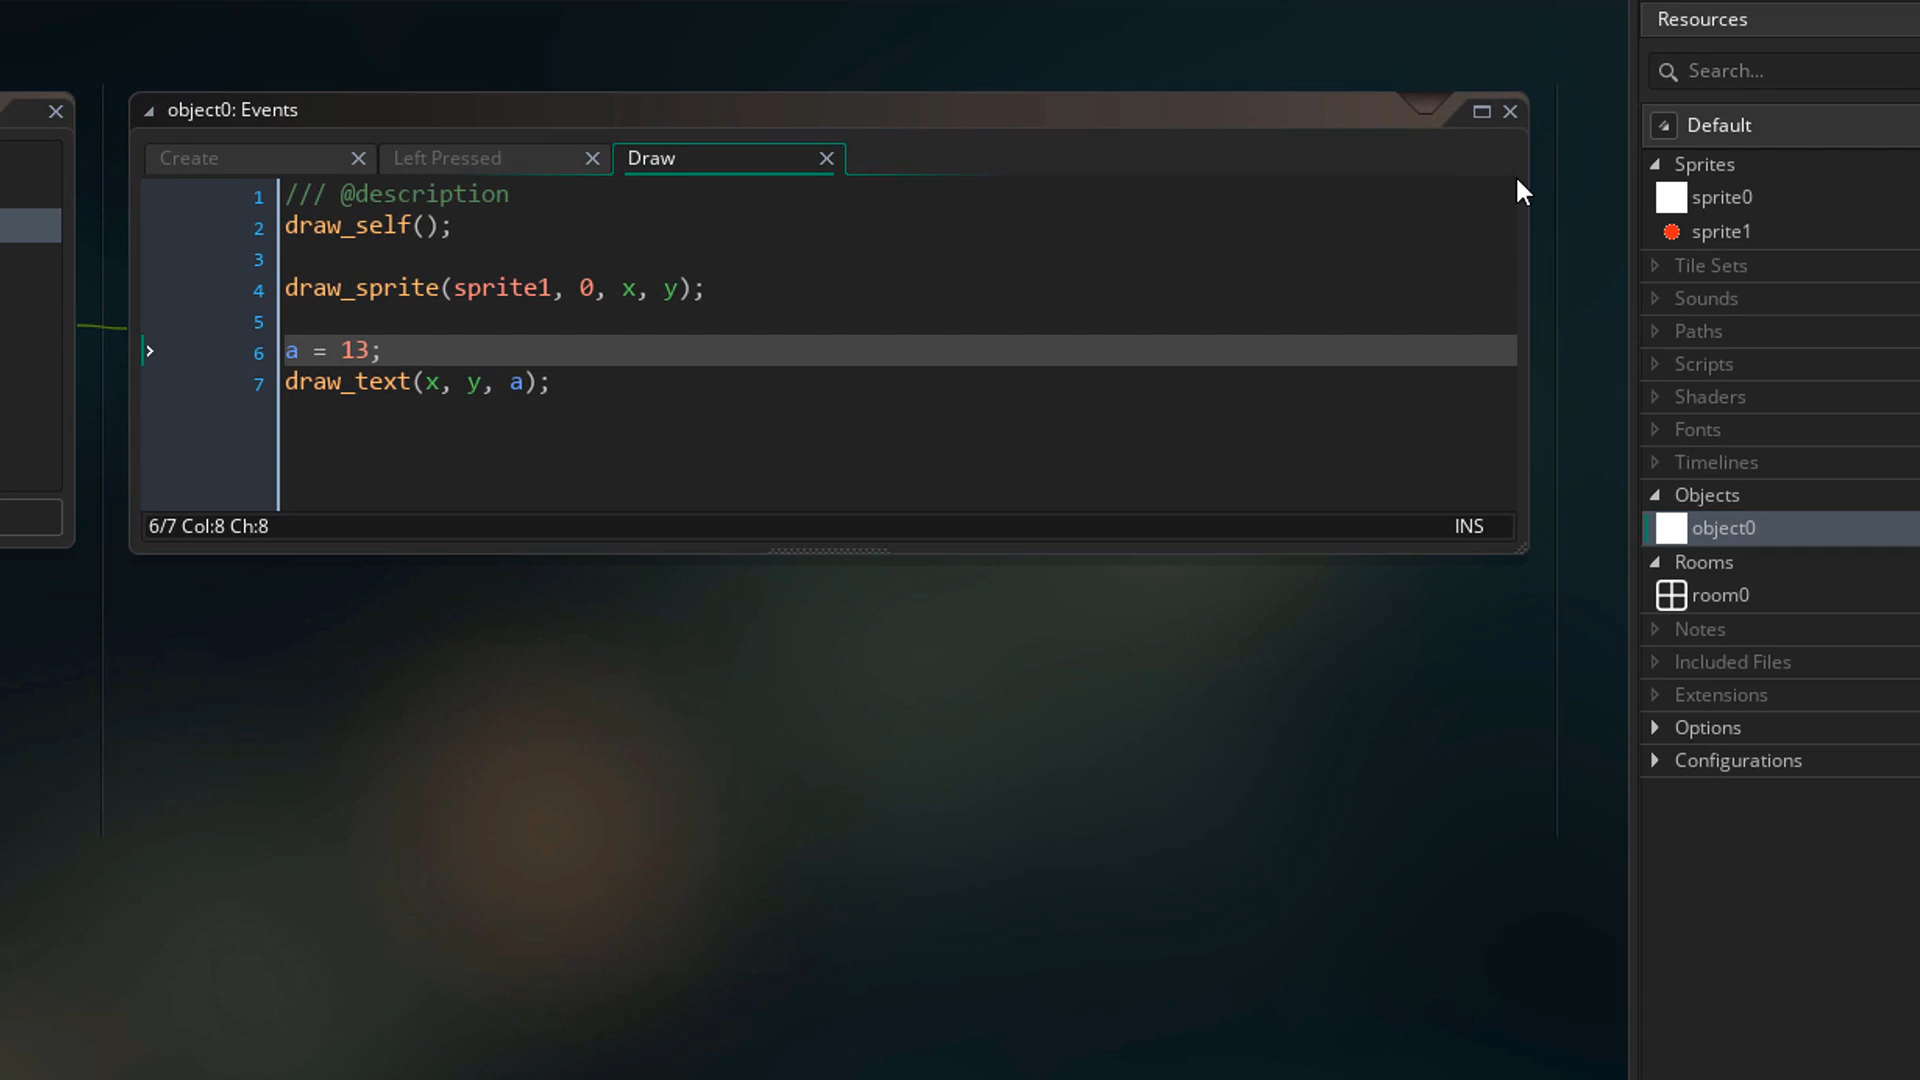 object0: Events
Create
Left Pressed
Draw
1 /// @description
2 draw_self();
3
4 draw_sprite(sprite1, 0, x, y);
5
6 a = 13;
7 draw_text(x, y, a);
6/7 Col:8 Ch:8
INS
Resources
Search...
Default
Sprites
sprite0
sprite1
Tile Sets
Sounds
Paths
Scripts
Shaders
Fonts
Timelines
Objects
object0
Rooms
room0
Notes
Included Files
Extensions
Options
Configurations